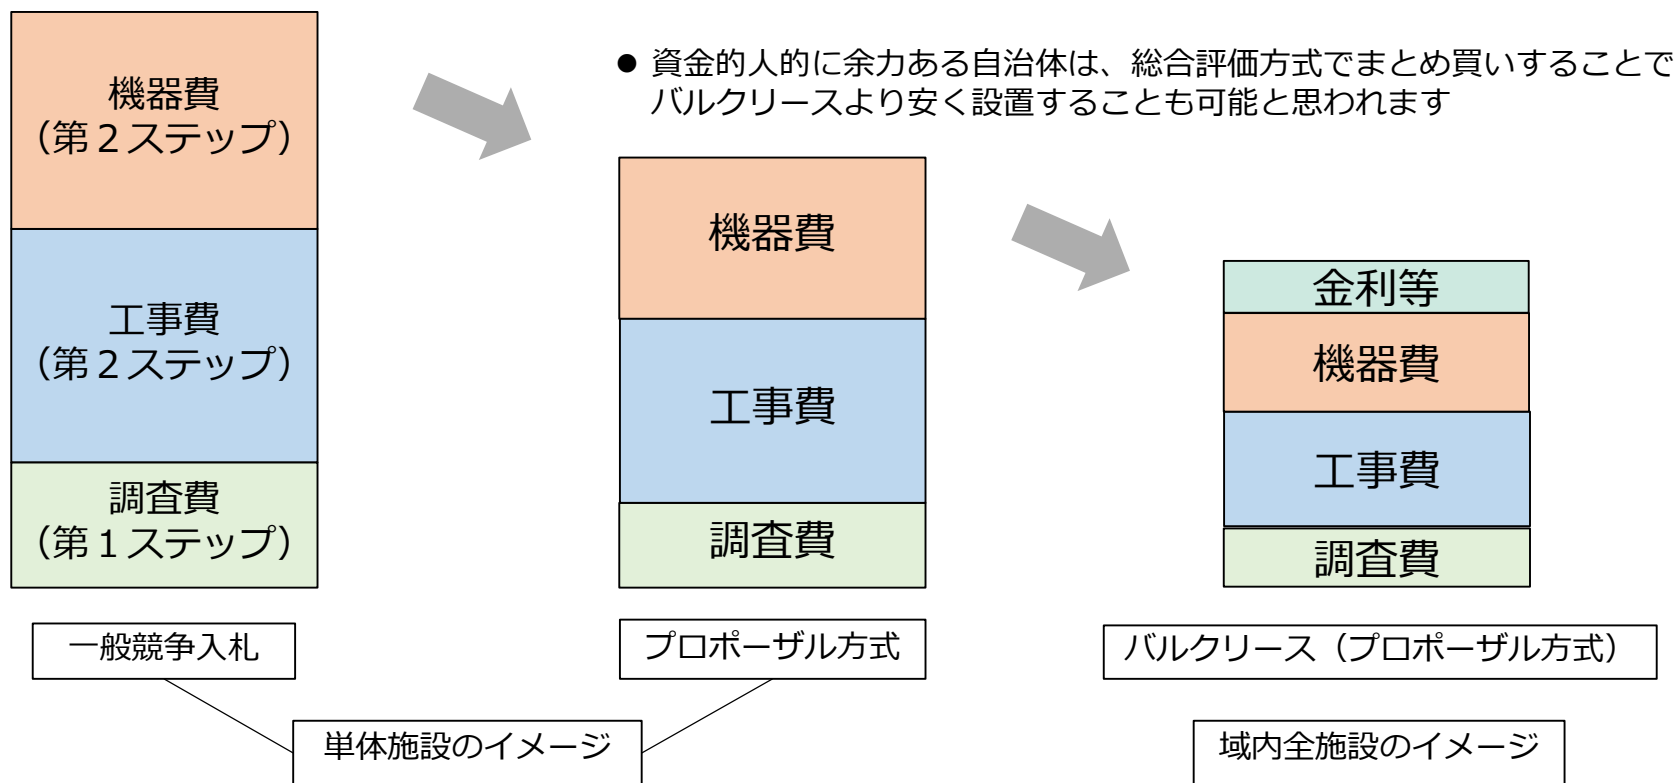 ● 資金的人的に余力ある自治体は、総合評価方式でまとめ買いすることで
バルクリースより安く設置することも可能と思われます
機器費
（第２ステップ）
工事費
（第２ステップ）
調査費
（第１ステップ）
機器費
工事費
調査費
金利等
機器費
工事費
調査費
一般競争入札
プロポーザル方式
バルクリース（プロポーザル方式）
単体施設のイメージ
域内全施設のイメージ